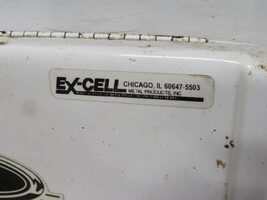 EX-CELL CHICAGO, IL 60647-5503
METAL PRODUCTS, INC.